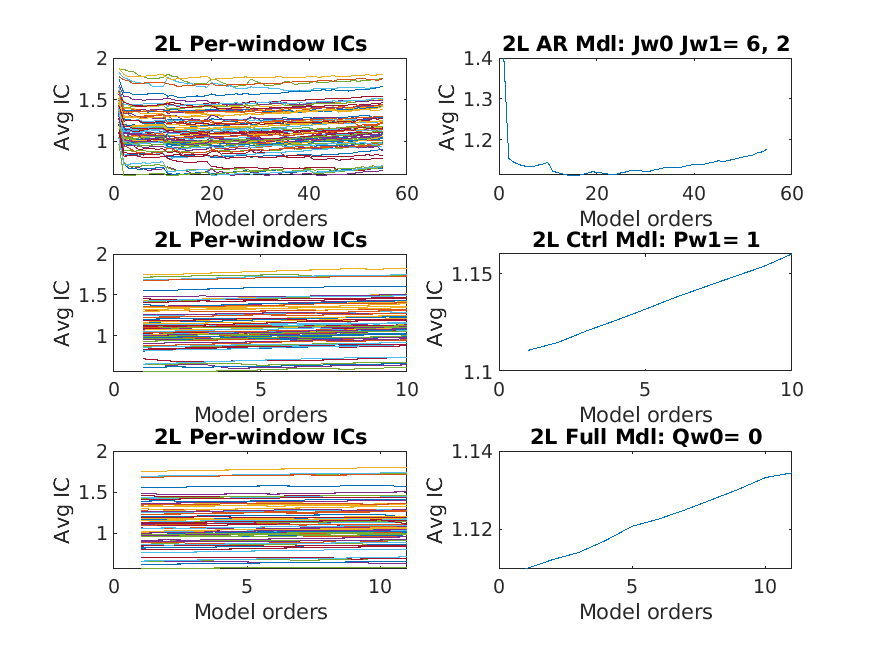 2L Per-window ICs
2L AR Mdl: Jw0 Jw1= 6, 2
2
1.5
1
Avg IC
0
20
40
60
Model orders
1.4
1.3
1.2
Avg IC
0
20
40
60
Model orders
2L Per-window ICs
2L Ctrl Mdl: Pw1= 1
2
1.5
1
Avg IC
0
5
10
Model orders
1.15
1.1
Avg IC
0
5
10
Model orders
2L Per-window ICs
2L Full Mdl: Qw0= 0
2
1.5
1
Avg IC
0
5
10
Model orders
1.14
1.12
Avg IC
0
5
10
Model orders